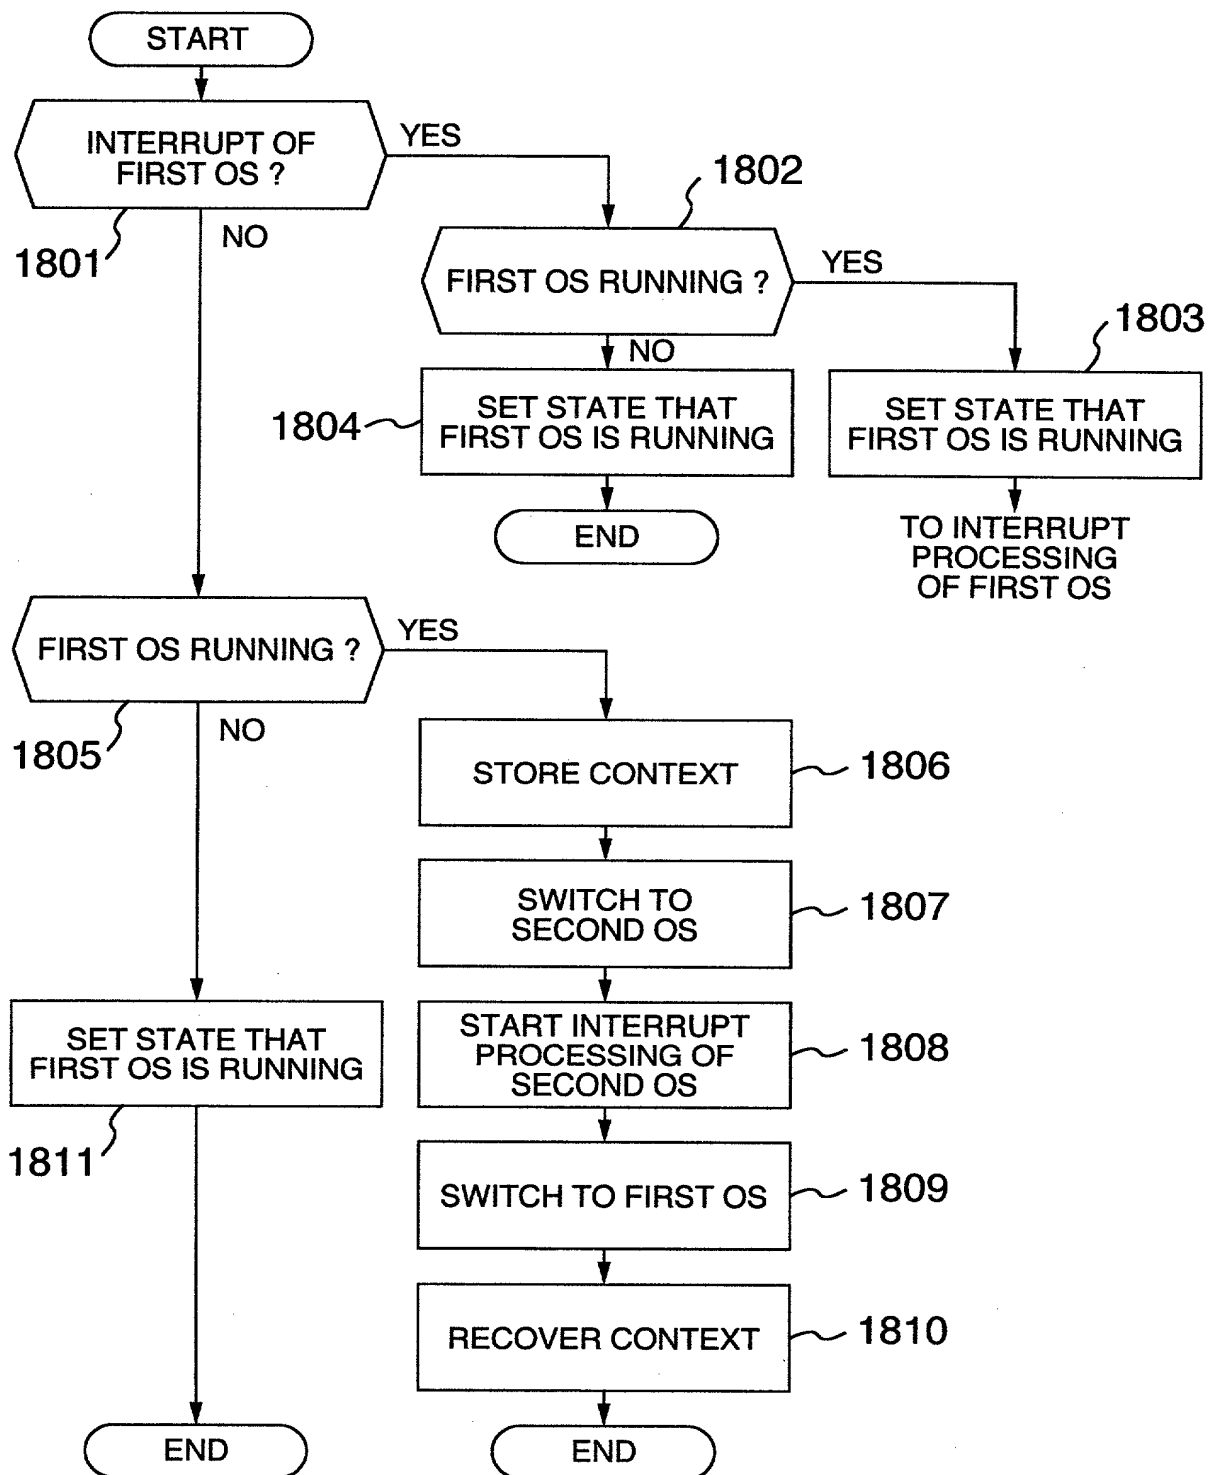 START
INTERRUPT OF
FIRST OS ?
YES
1801
NO
1802
FIRST OS RUNNING ?
YES
NO
1803
1804
SET STATE THAT
FIRST OS IS RUNNING
SET STATE THAT
FIRST OS IS RUNNING
END
TO INTERRUPT
PROCESSING
OF FIRST OS
FIRST OS RUNNING ?
YES
1805
NO
STORE CONTEXT
1806
SWITCH TO
SECOND OS
1807
SET STATE THAT
FIRST OS IS RUNNING
1811
START INTERRUPT
PROCESSING OF
SECOND OS
1808
SWITCH TO FIRST OS
1809
RECOVER CONTEXT
1810
END
END